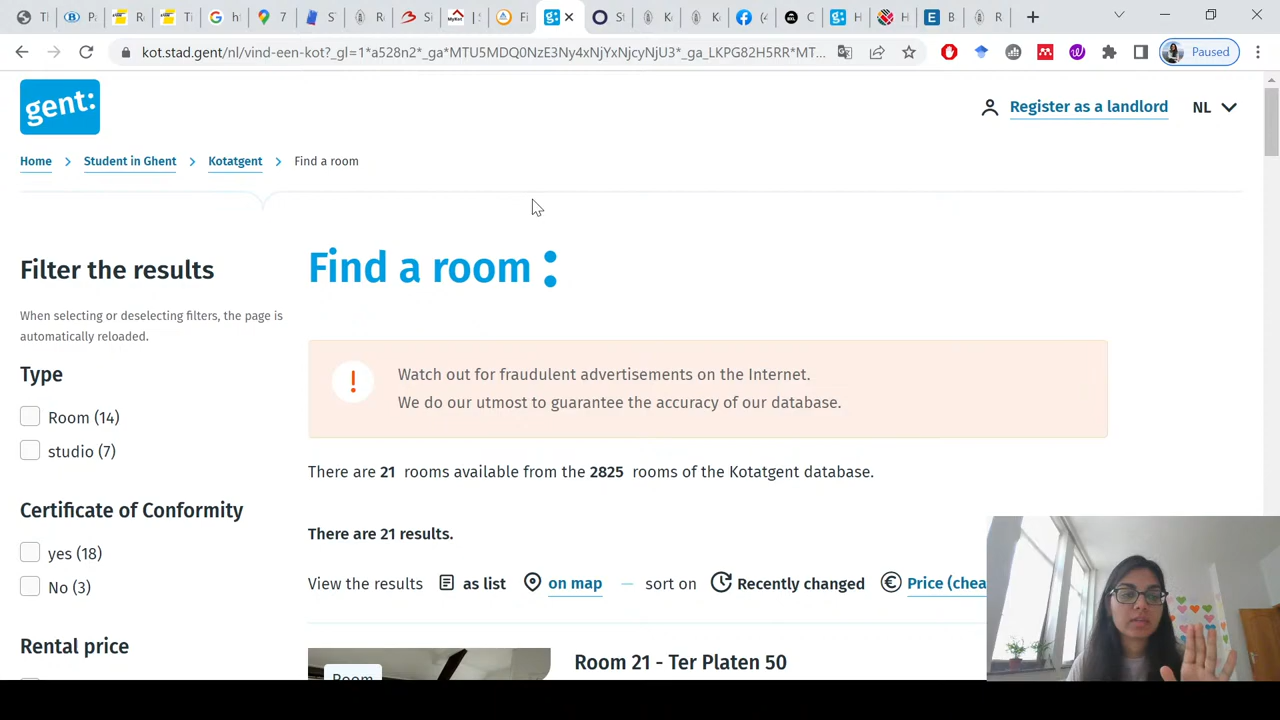 kot.stad.gent/nl/vind-een-kot?_gl=1*a528n2*_ga*MTU5MDQ0NzE3Ny4xNjYxNjcyNjU3*_ga_LKPG82H5RR*MT...
Paused
gent:
Register as a landlord
NL
Home
Student in Ghent
Kotatgent
Find a room
Filter the results
When selecting or deselecting filters, the page is
automatically reloaded.
Type
Room (14)
studio (7)
Certificate of Conformity
yes (18)
No (3)
Rental price
Find a room :
Watch out for fraudulent advertisements on the Internet.
We do our utmost to guarantee the accuracy of our database.
There are 21 rooms available from the 2825 rooms of the Kotatgent database.
There are 21 results.
View the results as list on map — sort on Recently changed Price (chea
Room
Room 21 - Ter Platen 50